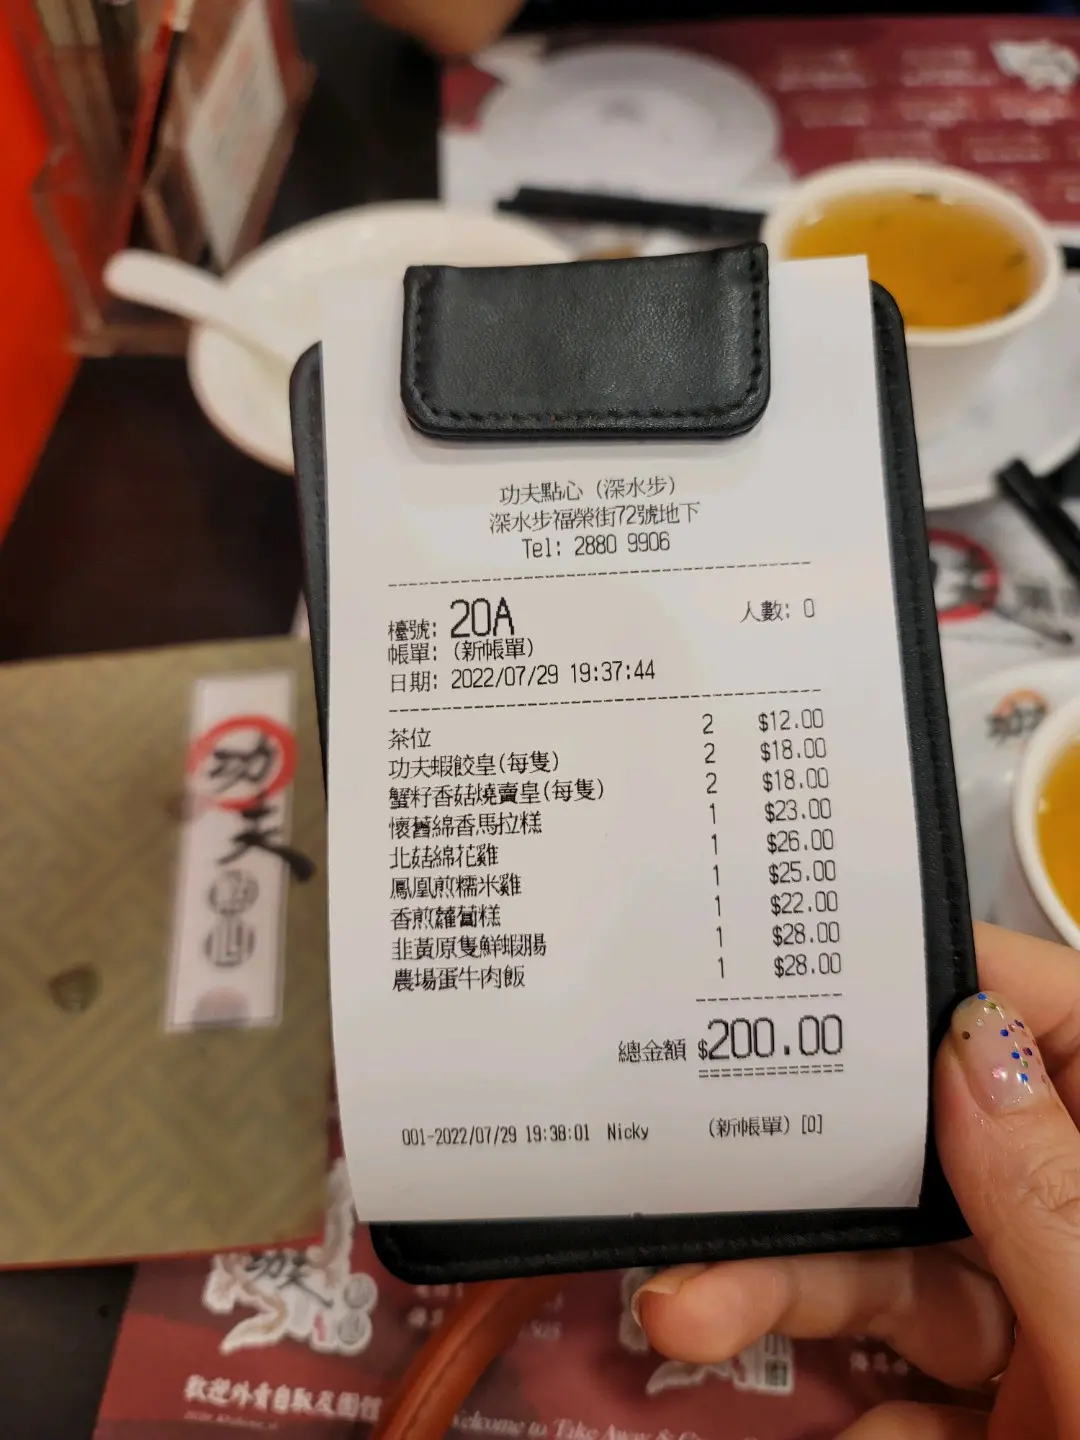 功夫點心 (深水步)
深水步福榮街72號地下
Tel: 2880 9906
檯號: 20A 人數: 0
帳單: (新帳單)
日期: 2022/07/29 19:37:44
茶位 2 $12.00
功夫蝦餃皇(每隻) 2 $18.00
蟹籽香菇燒賣皇(每隻) 2 $18.00
懷舊綿香馬拉糕 1 $23.00
北菇綿花雞 1 $26.00
鳳凰煎糯米雞 1 $25.00
香煎蘿蔔糕 1 $22.00
韭黃原隻鮮蝦腸 1 $28.00
農場蛋牛肉飯 1 $28.00
總金額 $200.00
001-2022/07/29 19:38:01 Nicky (新帳單) [0]
功夫點心
功夫
歡迎外賣自取及團體
Welcome to Take Away &